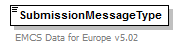 SubmissionMessageType
EMCS Data for Europe v5.02